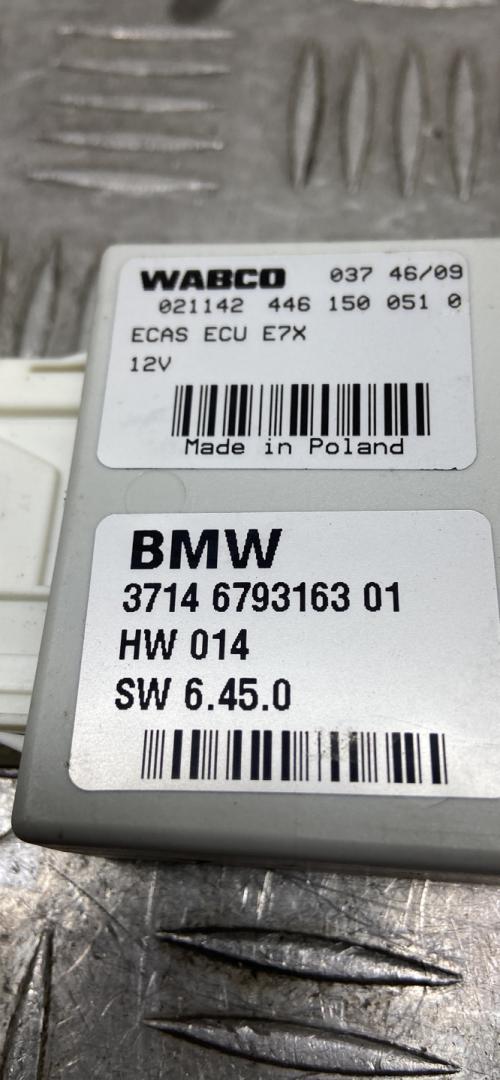 WABCO 037 46/09
021142 446 150 051 0
ECAS ECU E7X
12V
Made in Poland
BMW
3714 6793163 01
HW 014
SW 6.45.0